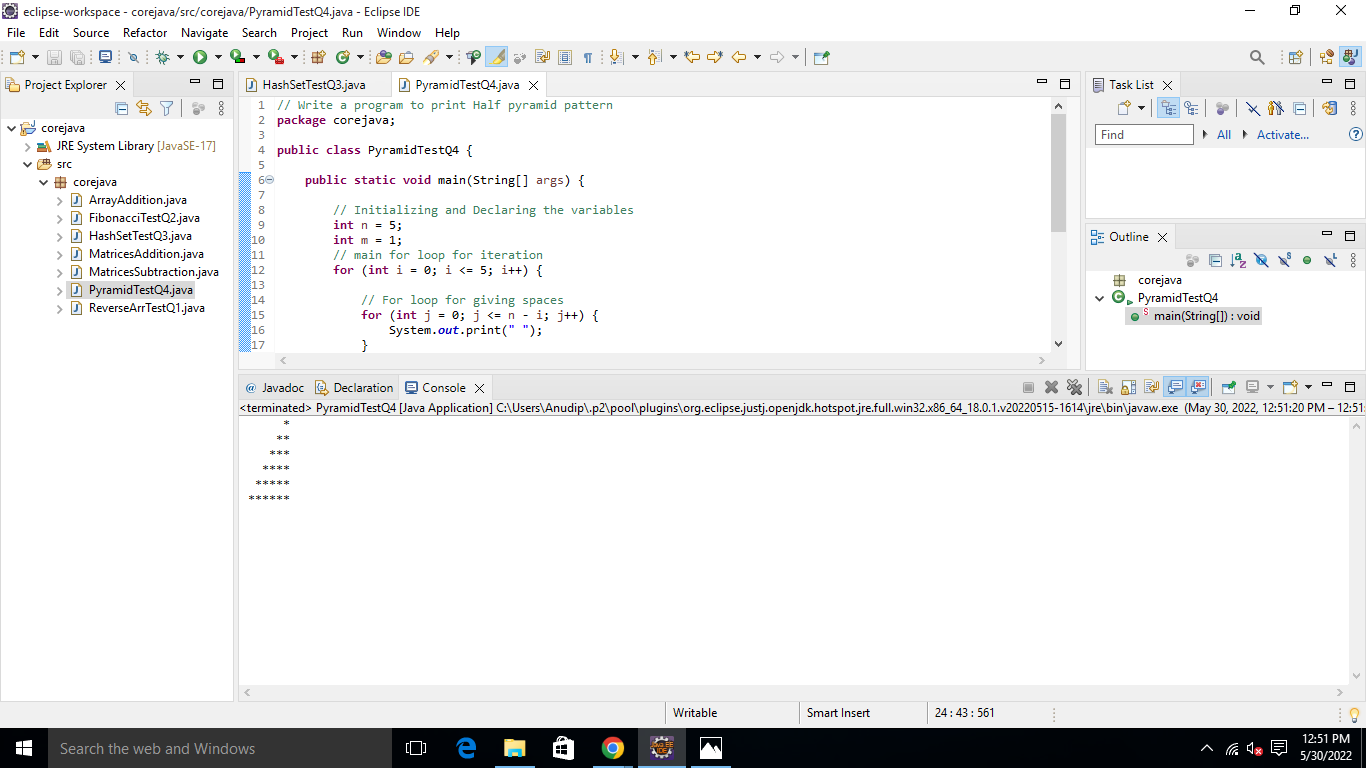 eclipse-workspace - corejava/src/corejava/PyramidTestQ4.java - Eclipse IDE
File Edit Source Refactor Navigate Search Project Run Window Help
Project Explorer
corejava
JRE System Library [JavaSE-17]
src
corejava
ArrayAddition.java
FibonacciTestQ2.java
HashSetTestQ3.java
MatricesAddition.java
MatricesSubtraction.java
PyramidTestQ4.java
ReverseArrTestQ1.java
HashSetTestQ3.java PyramidTestQ4.java
1 // Write a program to print Half pyramid pattern
2 package corejava;
3
4 public class PyramidTestQ4 {
5
6 public static void main(String[] args) {
7
8 // Initializing and Declaring the variables
9 int n = 5;
10 int m = 1;
11 // main for loop for iteration
12 for (int i = 0; i <= 5; i++) {
13
14 // For loop for giving spaces
15 for (int j = 0; j <= n - i; j++) {
16 System.out.print(" ");
17 }
Task List
Find All Activate...
Outline
corejava
PyramidTestQ4
main(String[]) : void
@ Javadoc Declaration Console
<terminated> PyramidTestQ4 [Java Application] C:\Users\Anudip\.p2\pool\plugins\org.eclipse.justj.openjdk.hotspot.jre.full.win32.x86_64_18.0.1.v20220515-1614\jre\bin\javaw.exe (May 30, 2022, 12:51:20 PM – 12:51:
*
**
***
****
*****
******
Writable Smart Insert 24 : 43 : 561
Search the web and Windows
12:51 PM
5/30/2022